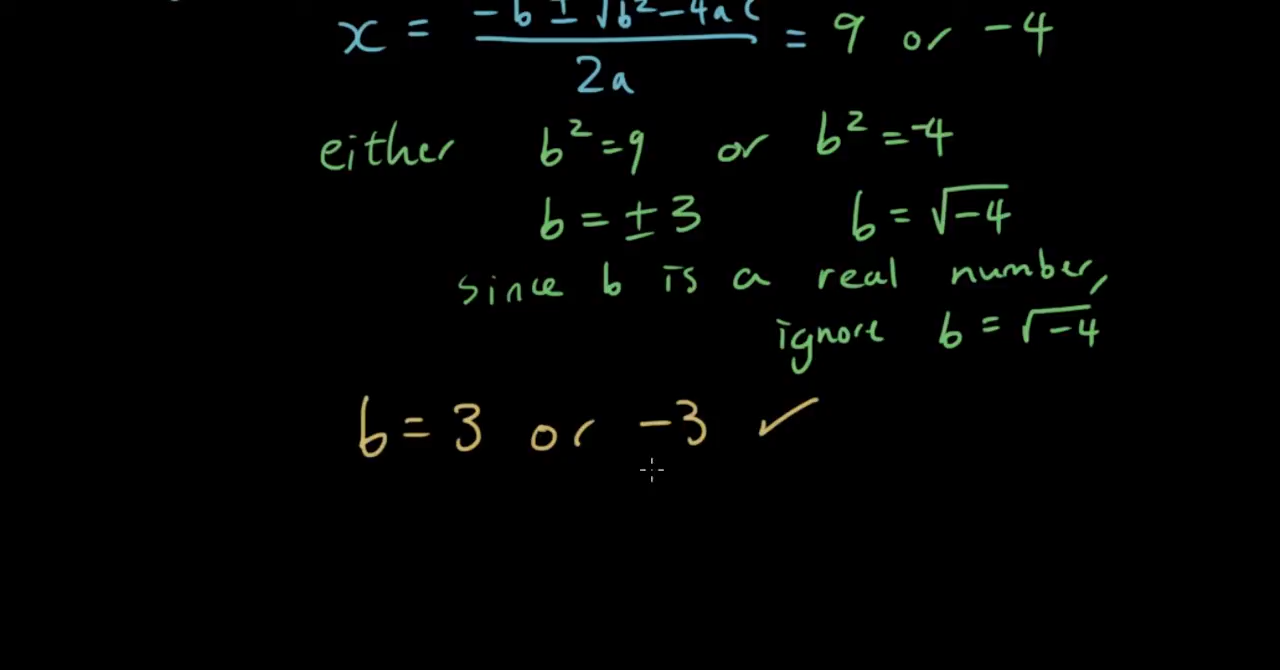 x = (-b ± √b² - 4ac) / 2a = 9 or -4
either b² = 9 or b² = -4
b = ± 3 b = √-4
since b is a real number,
ignore b = √-4
b = 3 or -3 ✓